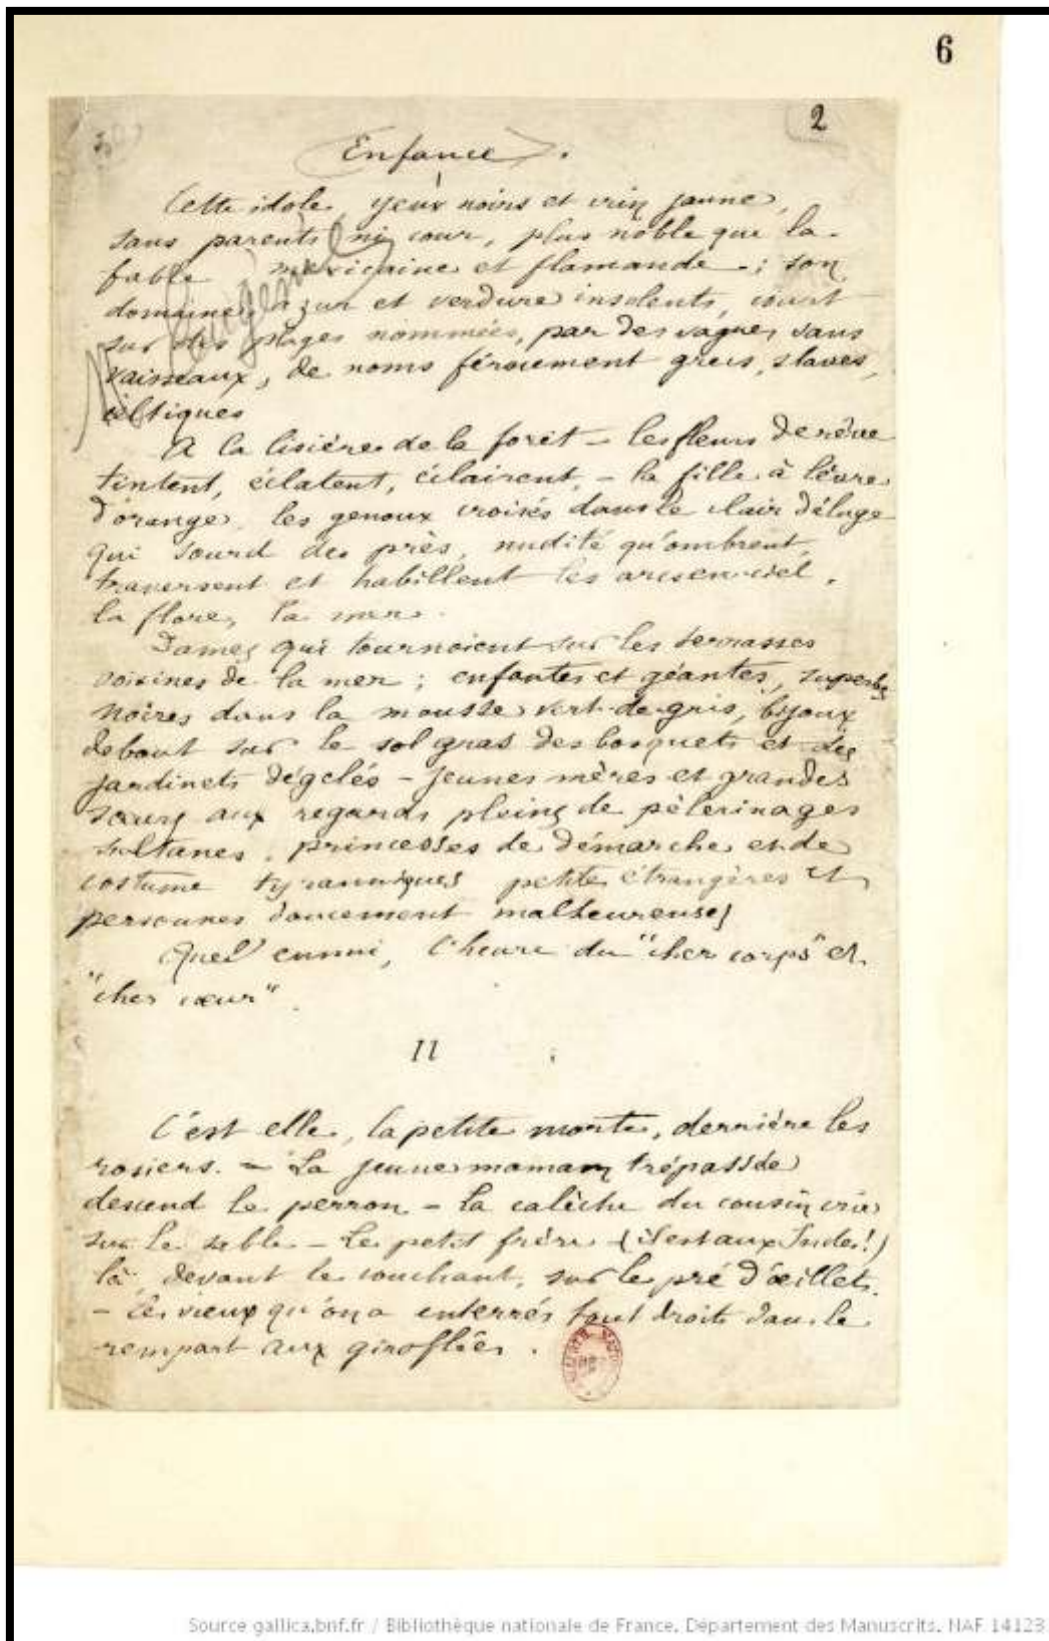 6
2
Enfance.
I
Cette idole, yeux noirs et crin jaune,
sans parents ni cour, plus noble que la
fable mexicaine et flamande ; son
domaine, azur et verdure insolents, court
sur des plages nommées, par des vagues sans
vaisseaux, de noms férocement grecs, slaves,
celtiques
A la lisière de la forêt – les fleurs de rêve
tintent, éclatent, éclairent, – la fille à lèvre
d'orange, les genoux croisés dans le clair déluge
qui sourd des près, nudité qu'ombrent,
traversent et habillent les arcs en ciel,
la flore, la mer.
Dames qui tournoient sur les terrasses
voisines de la mer ; enfantes et géantes, superbes
noires dans la mousse vert-de-gris, bijoux
debout sur le sol gras des bosquets et des
jardinets dégelés – jeunes mères et grandes
sœurs aux regards pleins de pèlerinages
sultanes, princesses de démarche et de
costume tyranniques petites étrangères et
personnes doucement malheureuses
Quel ennui, l'heure du "cher corps" et
"cher cœur"
II
C'est elle, la petite morte, derrière les
rosiers. – La jeune maman trépassée
descend le perron – La calèche du cousin crie
sur le sable – Le petit frère – (il est aux Indes!)
là, devant le couchant, sur le pré d'œillets.
– Les vieux qu'on a enterrés tout droits dans le
rempart aux giroflées.
Source gallica.bnf.fr / Bibliothèque nationale de France. Département des Manuscrits. NAF 14123